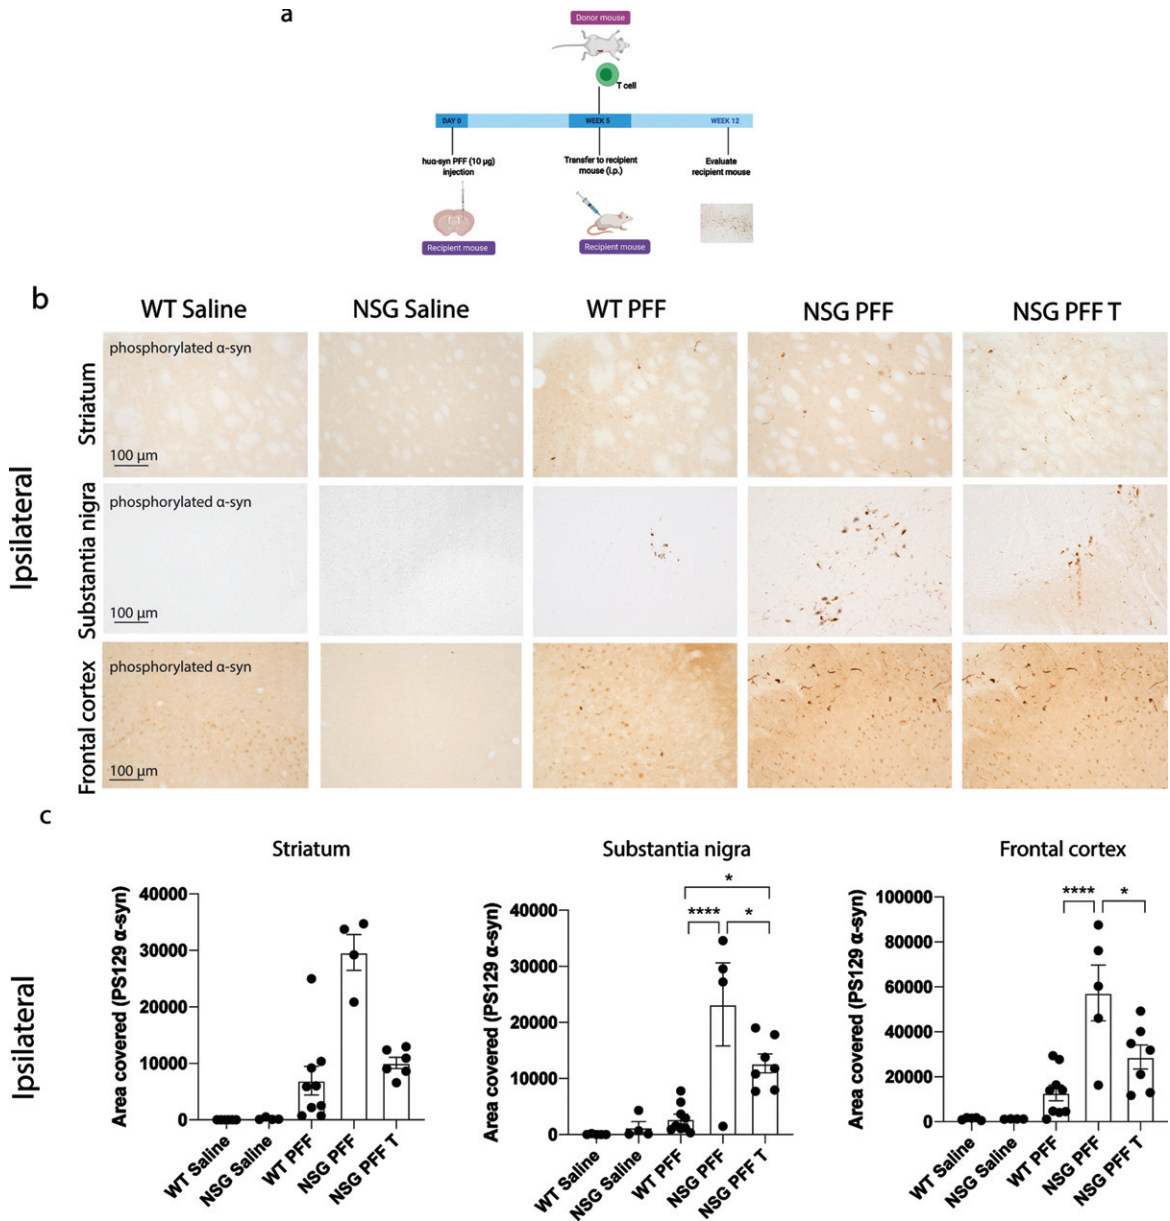 a
Donor mouse
T cell
DAY 0
WEEK 5
WEEK 12
huα-syn PFF (10 µg)
injection
Transfer to recipient
mouse (i.p.)
Evaluate
recipient mouse
Recipient mouse
Recipient mouse
b
WT Saline
NSG Saline
WT PFF
NSG PFF
NSG PFF T
Ipsilateral
Striatum
phosphorylated α-syn
100 µm
Substantia nigra
phosphorylated α-syn
100 µm
Frontal cortex
phosphorylated α-syn
100 µm
c
Ipsilateral
Striatum
Area covered (PS129 α-syn)
40000
30000
20000
10000
0
WT Saline
NSG Saline
WT PFF
NSG PFF
NSG PFF T
Substantia nigra
Area covered (PS129 α-syn)
*
****
*
40000
30000
20000
10000
0
WT Saline
NSG Saline
WT PFF
NSG PFF
NSG PFF T
Frontal cortex
Area covered (PS129 α-syn)
****
*
100000
80000
60000
40000
20000
0
WT Saline
NSG Saline
WT PFF
NSG PFF
NSG PFF T